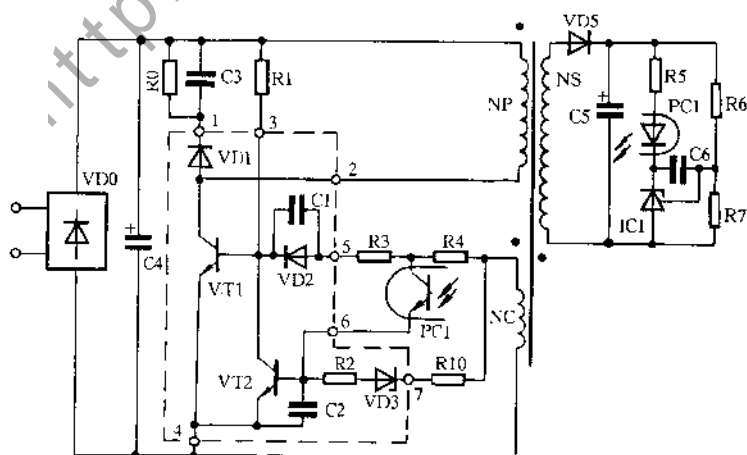 http
VD5
R0
C3
R1
NP
NS
R5
PC1
R6
C5
C6
1
3
VD1
2
VD0
C1
IC1
R7
C4
5
R3
R4
VT1
VD2
6
PC1
NC
VT2
R2
R10
C2
VD3
7
4